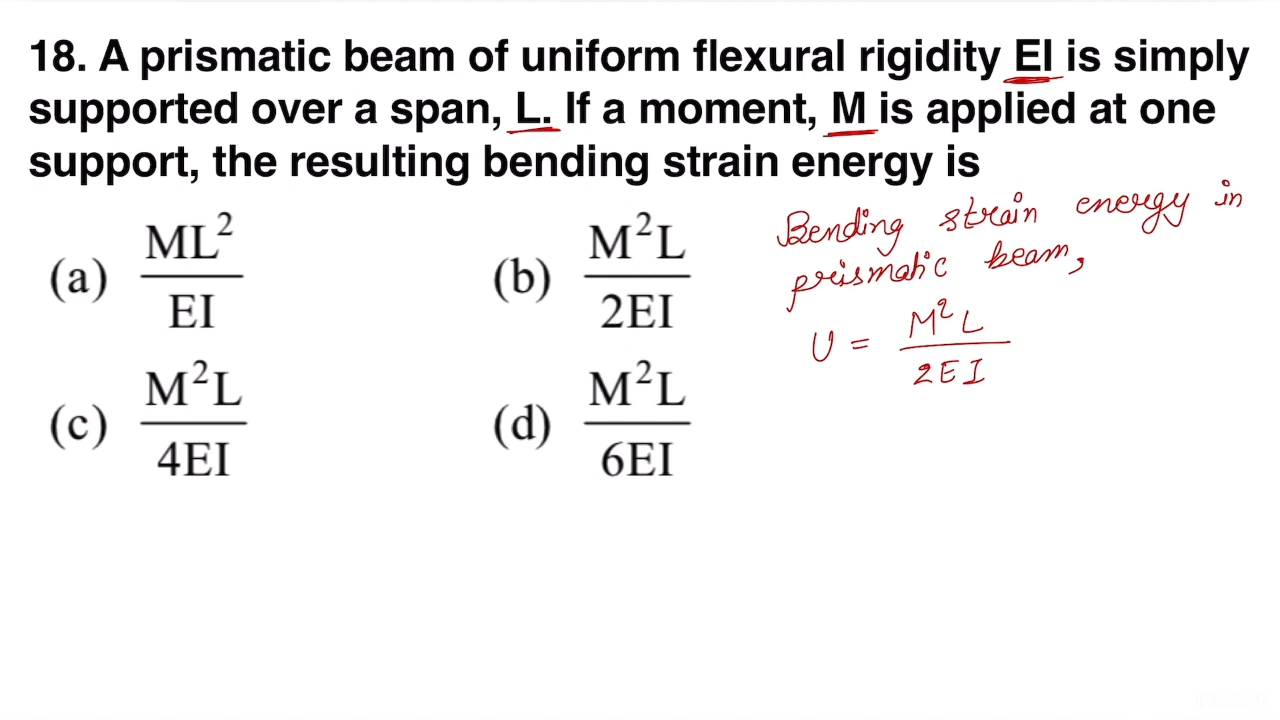 18. A prismatic beam of uniform flexural rigidity EI is simply
supported over a span, L. If a moment, M is applied at one
support, the resulting bending strain energy is
(a) ML²/EI
(b) M²L/2EI
(c) M²L/4EI
(d) M²L/6EI
Bending strain energy in
prismatic beam,
U = M²L/2EI